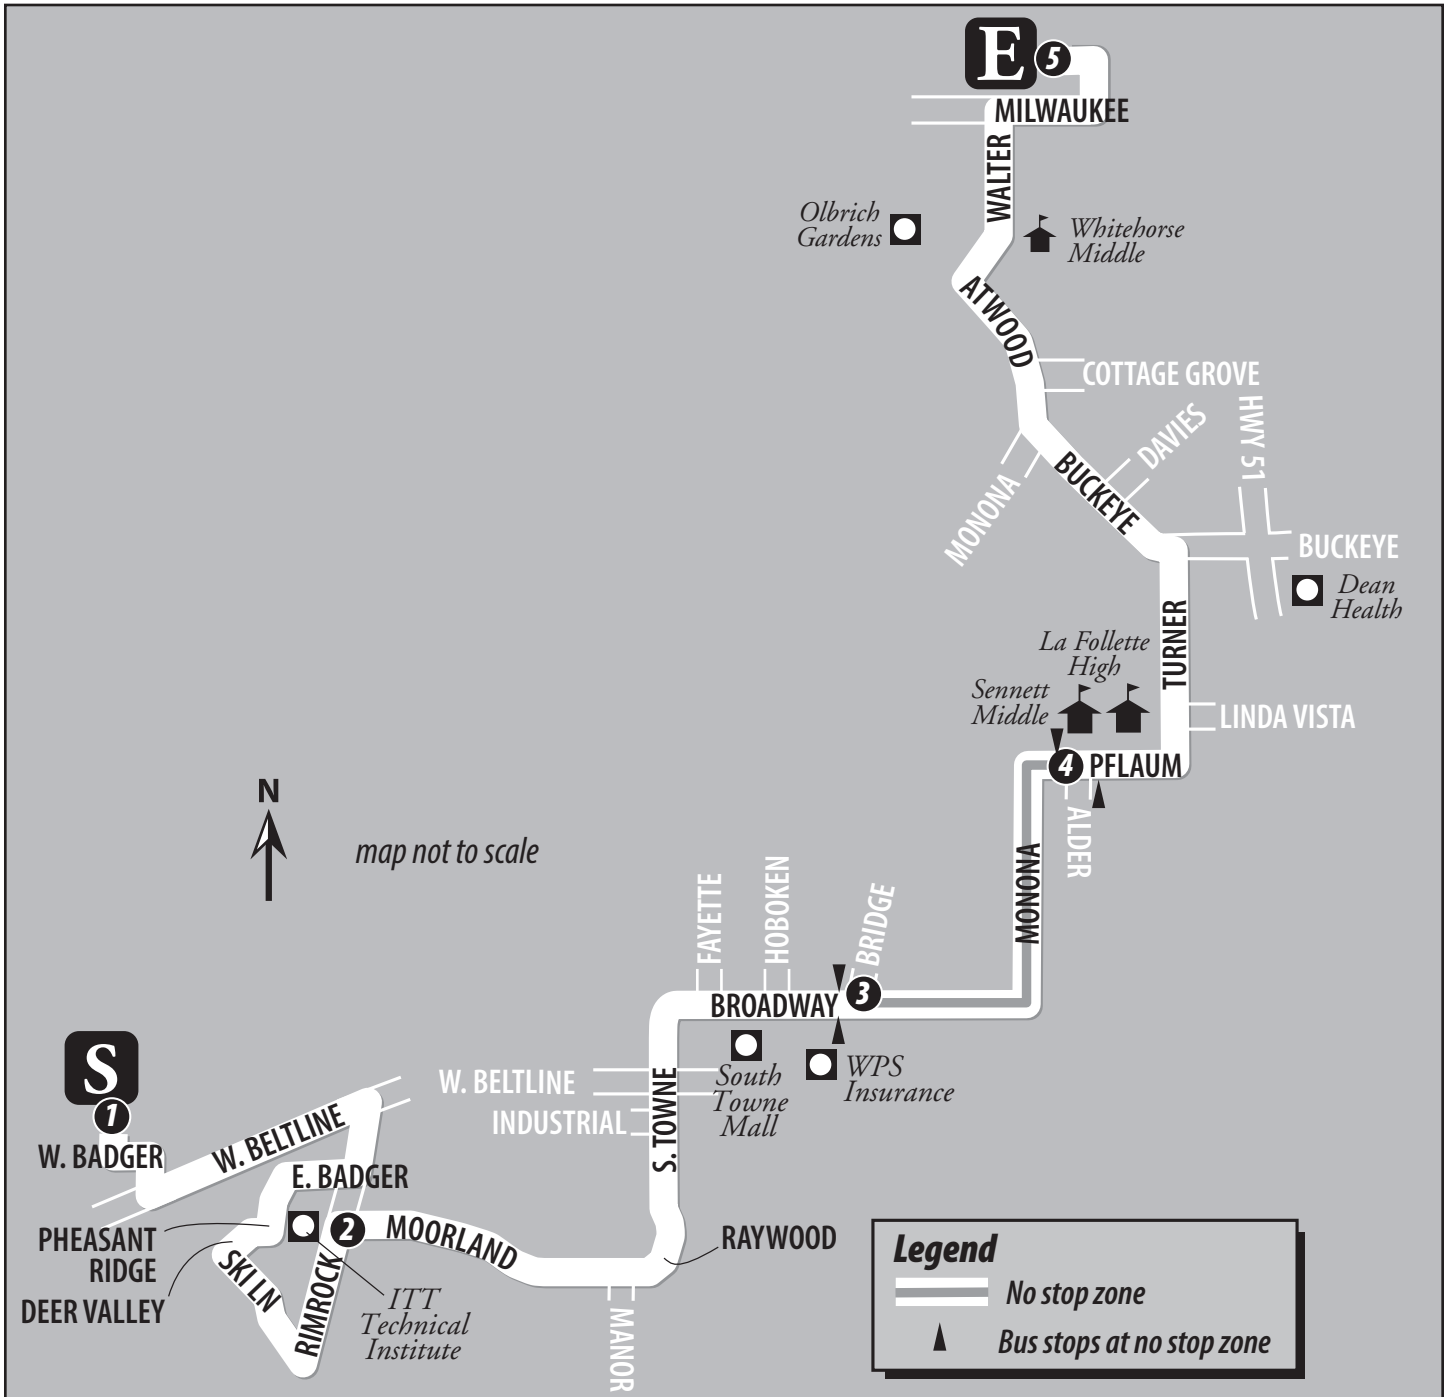 E
5
MILWAUKEE
WALTER
Olbrich
Gardens
Whitehorse
Middle
ATWOOD
COTTAGE GROVE
HWY 51
DAVIES
BUCKEYE
MONONA
BUCKEYE
Dean
Health
TURNER
La Follette
High
Sennett
Middle
LINDA VISTA
4
PFLAUM
ALDER
N
map not to scale
MONONA
FAYETTE
HOBOKEN
BRIDGE
BROADWAY
3
S
1
W. BADGER
W. BELTLINE
W. BELTLINE
INDUSTRIAL
S. TOWNE
South
Towne
Mall
WPS
Insurance
E. BADGER
PHEASANT
RIDGE
DEER VALLEY
SKI LN
2
MOORLAND
RIMROCK
ITT
Technical
Institute
RAYWOOD
MANOR
Legend
No stop zone
Bus stops at no stop zone